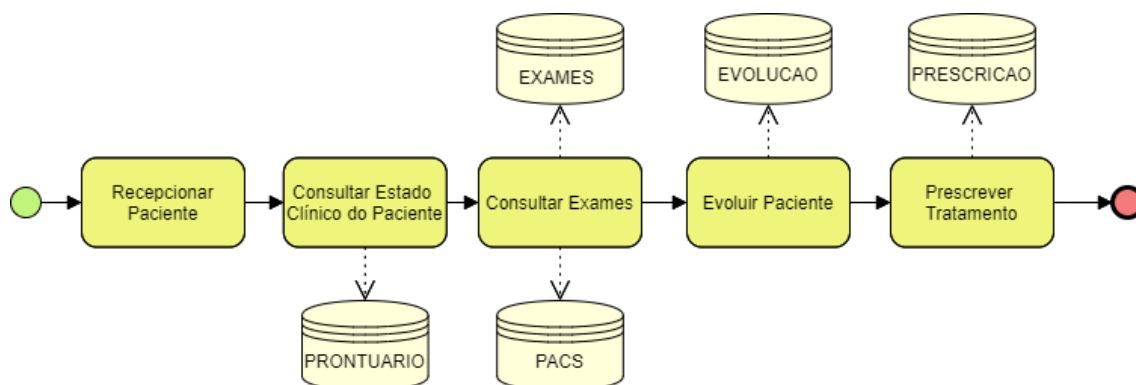 EXAMES
EVOLUCAO
PRESCRICAO
Recepcionar
Paciente
Consultar Estado
Clínico do Paciente
Consultar Exames
Evoluir Paciente
Prescrever
Tratamento
PRONTUARIO
PACS